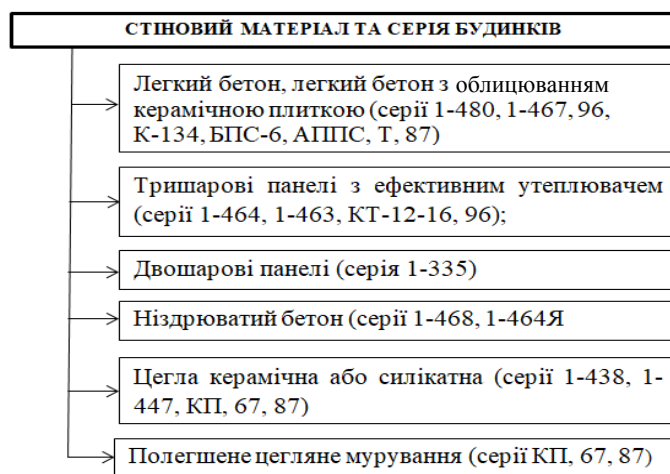 СТІНОВИЙ МАТЕРІАЛ ТА СЕРІЯ БУДИНКІВ
Легкий бетон, легкий бетон з облицюванням
керамічною плиткою (серії 1-480, 1-467, 96,
К-134, БПС-6, АППС, Т, 87)
Тришарові панелі з ефективним утеплювачем
(серії 1-464, 1-463, КТ-12-16, 96);
Двошарові панелі (серія 1-335)
Ніздрюватий бетон (серії 1-468, 1-464Я
Цегла керамічна або силікатна (серії 1-438, 1-
447, КП, 67, 87)
Полегшене цегляне мурування (серії КП, 67, 87)